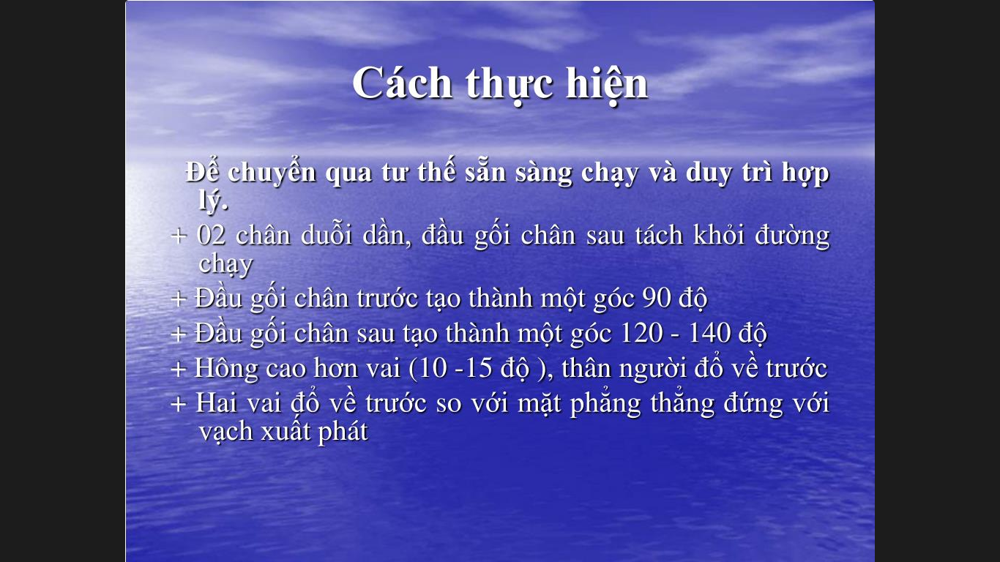 Cách thực hiện
Để chuyển qua tư thế sẵn sàng chạy và duy trì hợp
lý.
+ 02 chân duỗi dần, đầu gối chân sau tách khỏi đường
chạy
+ Đầu gối chân trước tạo thành một góc 90 độ
+ Đầu gối chân sau tạo thành một góc 120 - 140 độ
+ Hông cao hơn vai (10 -15 độ ), thân người đổ về trước
+ Hai vai đổ về trước so với mặt phẳng thẳng đứng với
vạch xuất phát